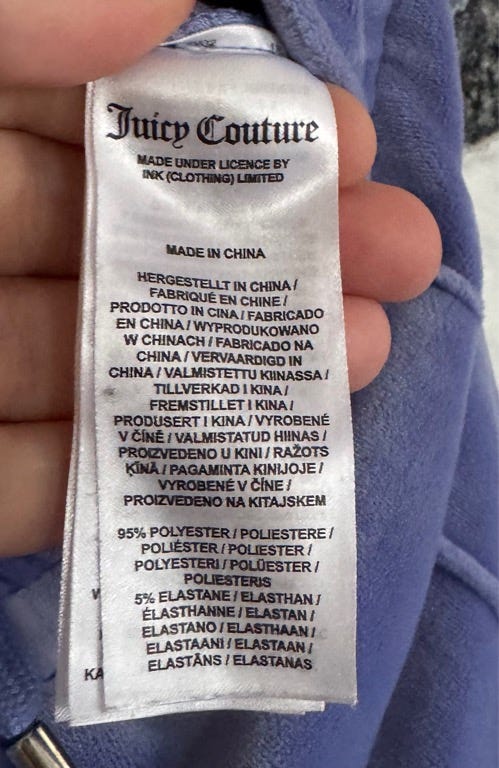 Juicy Couture
MADE UNDER LICENCE BY
INK (CLOTHING) LIMITED
MADE IN CHINA
HERGESTELLT IN CHINA /
FABRIQUÉ EN CHINE /
PRODOTTO IN CINA / FABRICADO
EN CHINA / WYPRODUKOWANO
W CHINACH / FABRICADO NA
CHINA / VERVAARDIGD IN
CHINA / VALMISTETTU KIINASSA /
TILLVERKAD I KINA /
FREMSTILLET I KINA /
PRODUSERT I KINA / VYROBENÉ
V ČÍNĚ / VALMISTATUD HIINAS /
PROIZVEDENO U KINI / RAŽOTS
ĶĪNĀ / PAGAMINTA KINIJOJE /
VYROBENÉ V ČÍNE /
PROIZVEDENO NA KITAJSKEM
95% POLYESTER / POLIESTERE /
POLIÉSTER / POLIESTER /
POLYESTERI / POLÜESTER /
POLIESTERIS
5% ELASTANE / ELASTHAN /
ÉLASTHANNE / ELASTAN /
ELASTANO / ELASTHAAN /
ELASTAANI / ELASTAAN /
ELASTĀNS / ELASTANAS
KA